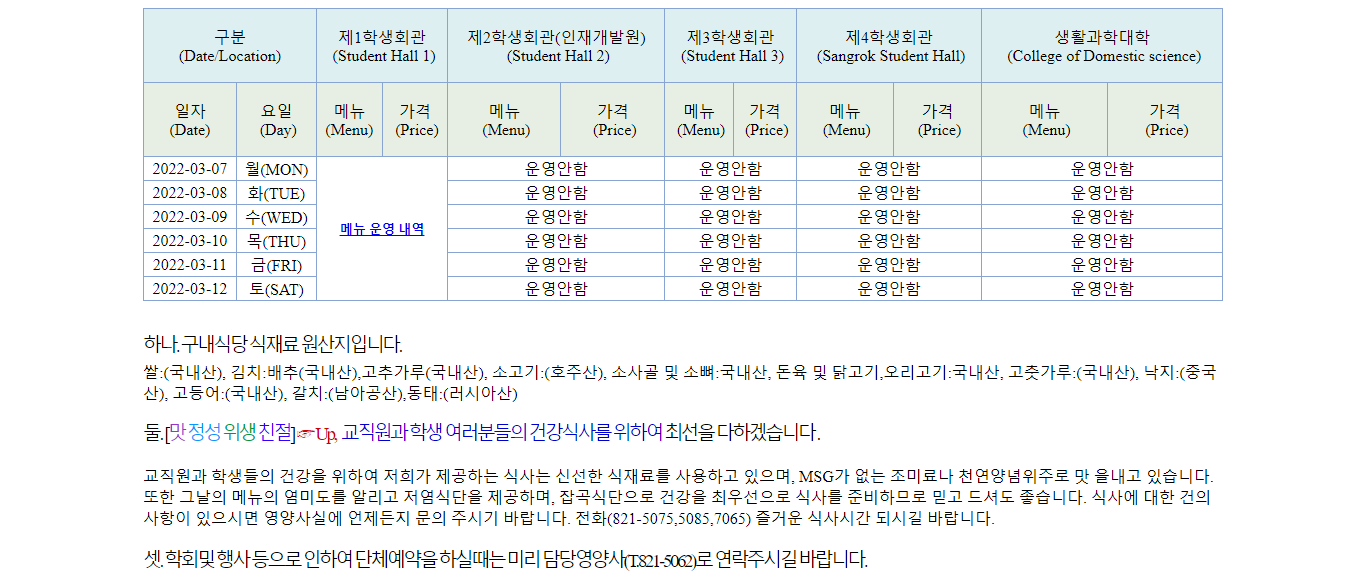 구분 제1학생회관 제2학생회관(인재개발원) 제3학생회관 제4학생회관 생활과학대학
(Date/Location) (Student Hall 1) (Student Hall 2) (Student Hall 3) (Sangrok Student Hall) (College of Domestic science)
일자 요일 메뉴 가격 메뉴 가격 메뉴 가격 메뉴 가격 메뉴 가격
(Date) (Day) (Menu) (Price) (Menu) (Price) (Menu) (Price) (Menu) (Price) (Menu) (Price)
2022-03-07 월(MON) 운영안함 운영안함 운영안함 운영안함
2022-03-08 화(TUE) 운영안함 운영안함 운영안함 운영안함
2022-03-09 수(WED) 운영안함 운영안함 운영안함 운영안함
메뉴 운영 내역
2022-03-10 목(THU) 운영안함 운영안함 운영안함 운영안함
2022-03-11 금(FRI) 운영안함 운영안함 운영안함 운영안함
2022-03-12 토(SAT) 운영안함 운영안함 운영안함 운영안함
하나. 구내식당 식재료 원산지입니다.
쌀:(국내산), 김치:배추(국내산),고추가루(국내산), 소고기:(호주산), 소사골 및 소뼈:국내산, 돈육 및 닭고기,오리고기:국내산, 고춧가루:(국내산), 낙지:(중국
산), 고등어:(국내산), 갈치:(남아공산),동태:(러시아산)
둘. [맛 정성 위생 친절]☞Up, 교직원과 학생 여러분들의 건강식사를 위하여 최선을 다하겠습니다.
교직원과 학생들의 건강을 위하여 저희가 제공하는 식사는 신선한 식재료를 사용하고 있으며, MSG가 없는 조미료나 천연양념위주로 맛 을내고 있습니다.
또한 그날의 메뉴의 염미도를 알리고 저염식단을 제공하며, 잡곡식단으로 건강을 최우선으로 식사를 준비하므로 믿고 드셔도 좋습니다. 식사에 대한 건의
사항이 있으시면 영양사실에 언제든지 문의 주시기 바랍니다. 전화(821-5075,5085,7065) 즐거운 식사시간 되시길 바랍니다.
셋. 학회및 행사 등으로 인하여 단체예약을 하실때는 미리 담당영양사(T.821-5062)로 연락주시길 바랍니다.